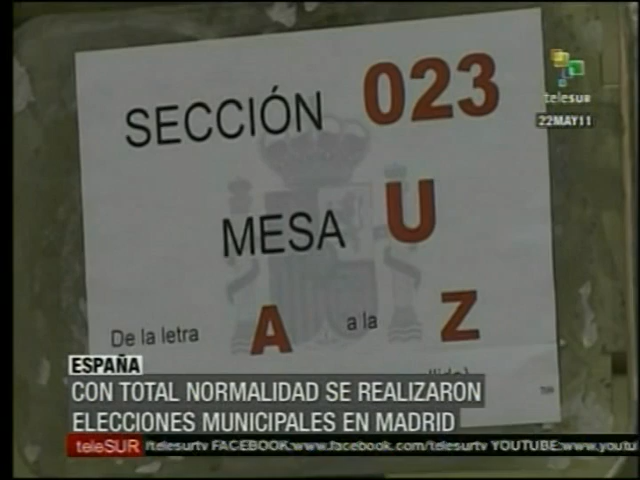 SECCIÓN 023
MESA U
De la letra A a la Z
telesur
22MAY11
ESPAÑA
CON TOTAL NORMALIDAD SE REALIZARON
ELECCIONES MUNICIPALES EN MADRID
teleSUR /telesurtv FACEBOOK:www.facebook.com/telesurtv YOUTUBE:www.youtu